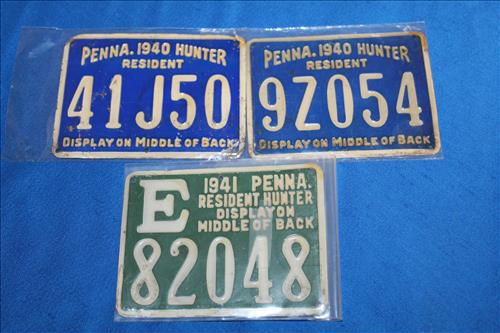 PENNA. 1940 HUNTER
RESIDENT
41J50
DISPLAY ON MIDDLE OF BACK
PENNA. 1940 HUNTER
RESIDENT
9Z054
DISPLAY ON MIDDLE OF BACK
E
1941 PENNA.
RESIDENT HUNTER
DISPLAY ON
MIDDLE OF BACK
82048